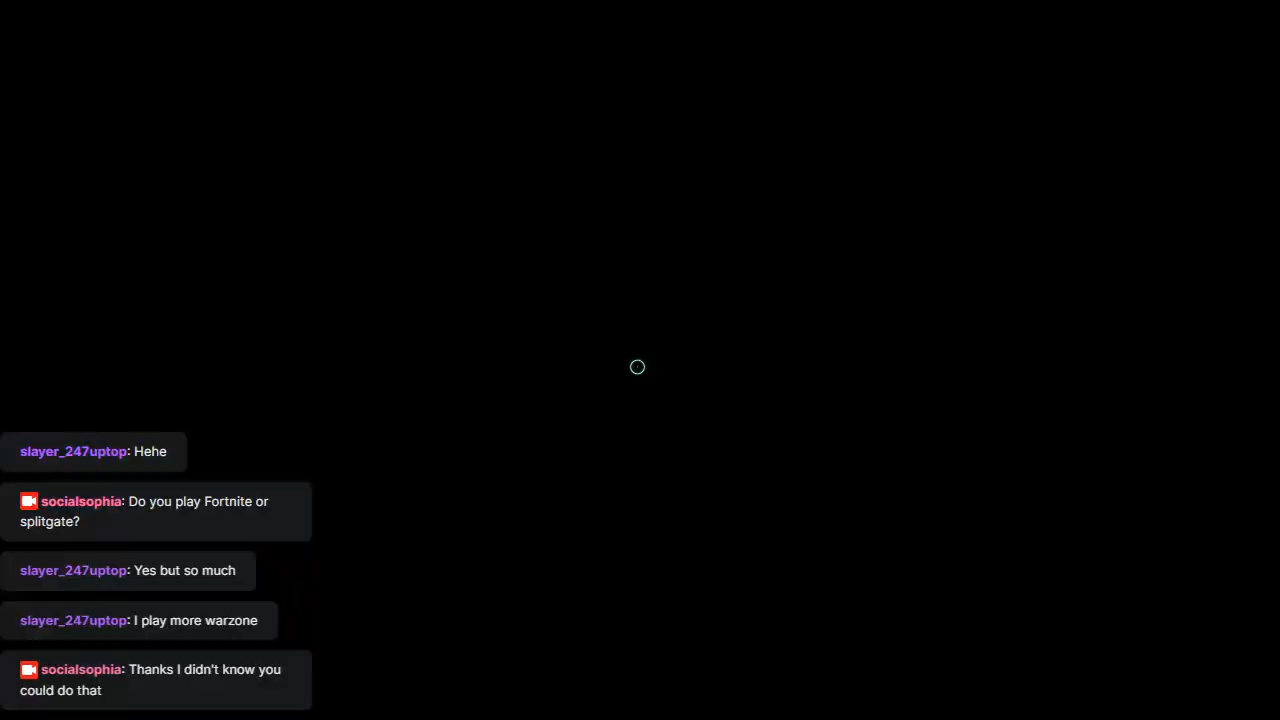 slayer_247uptop: Hehe
socialsophia: Do you play Fortnite or
splitgate?
slayer_247uptop: Yes but so much
slayer_247uptop: I play more warzone
socialsophia: Thanks I didn't know you
could do that